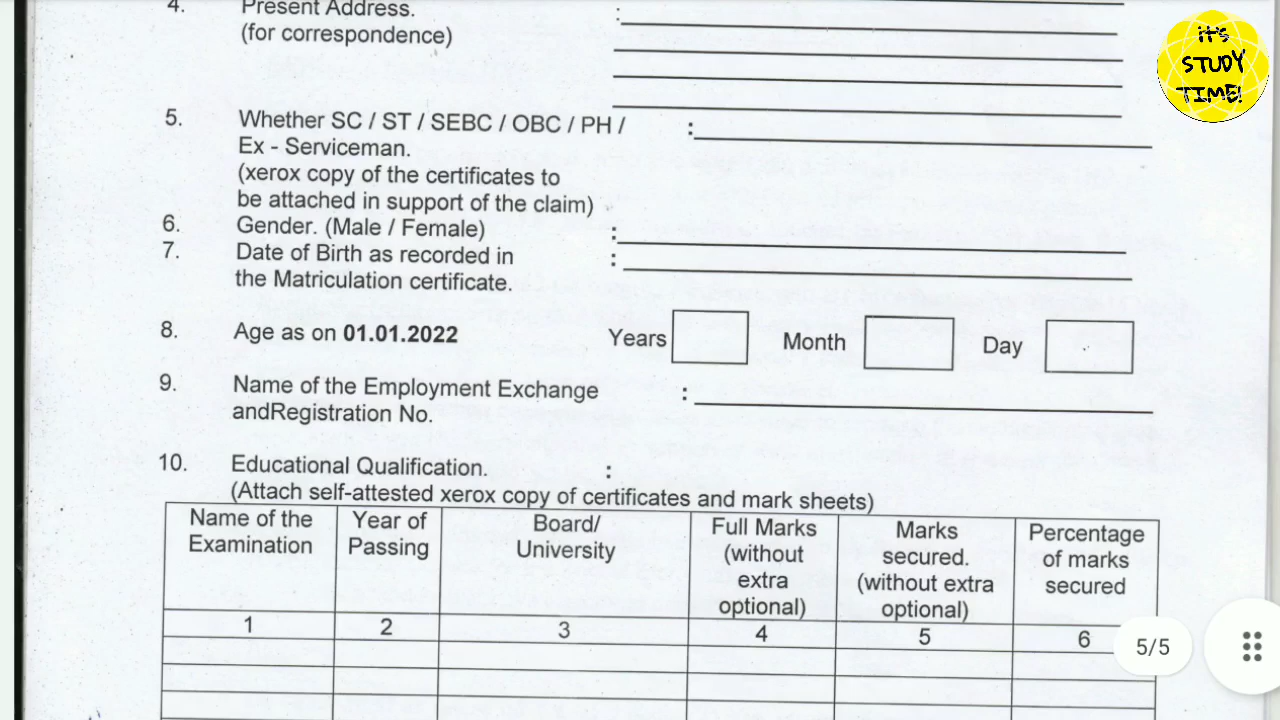 4. Present Address. :
(for correspondence)
5. Whether SC / ST / SEBC / OBC / PH / :
Ex - Serviceman.
(xerox copy of the certificates to
be attached in support of the claim)
6. Gender. (Male / Female) :
7. Date of Birth as recorded in :
the Matriculation certificate.
8. Age as on 01.01.2022 Years Month Day
9. Name of the Employment Exchange :
andRegistration No.
10. Educational Qualification. :
(Attach self-attested xerox copy of certificates and mark sheets)
Name of the Examination
Year of Passing
Board/ University
Full Marks (without extra optional)
Marks secured. (without extra optional)
Percentage of marks secured
1 2 3 4 5 6
5/5
iT'S
STUDY
TIME!